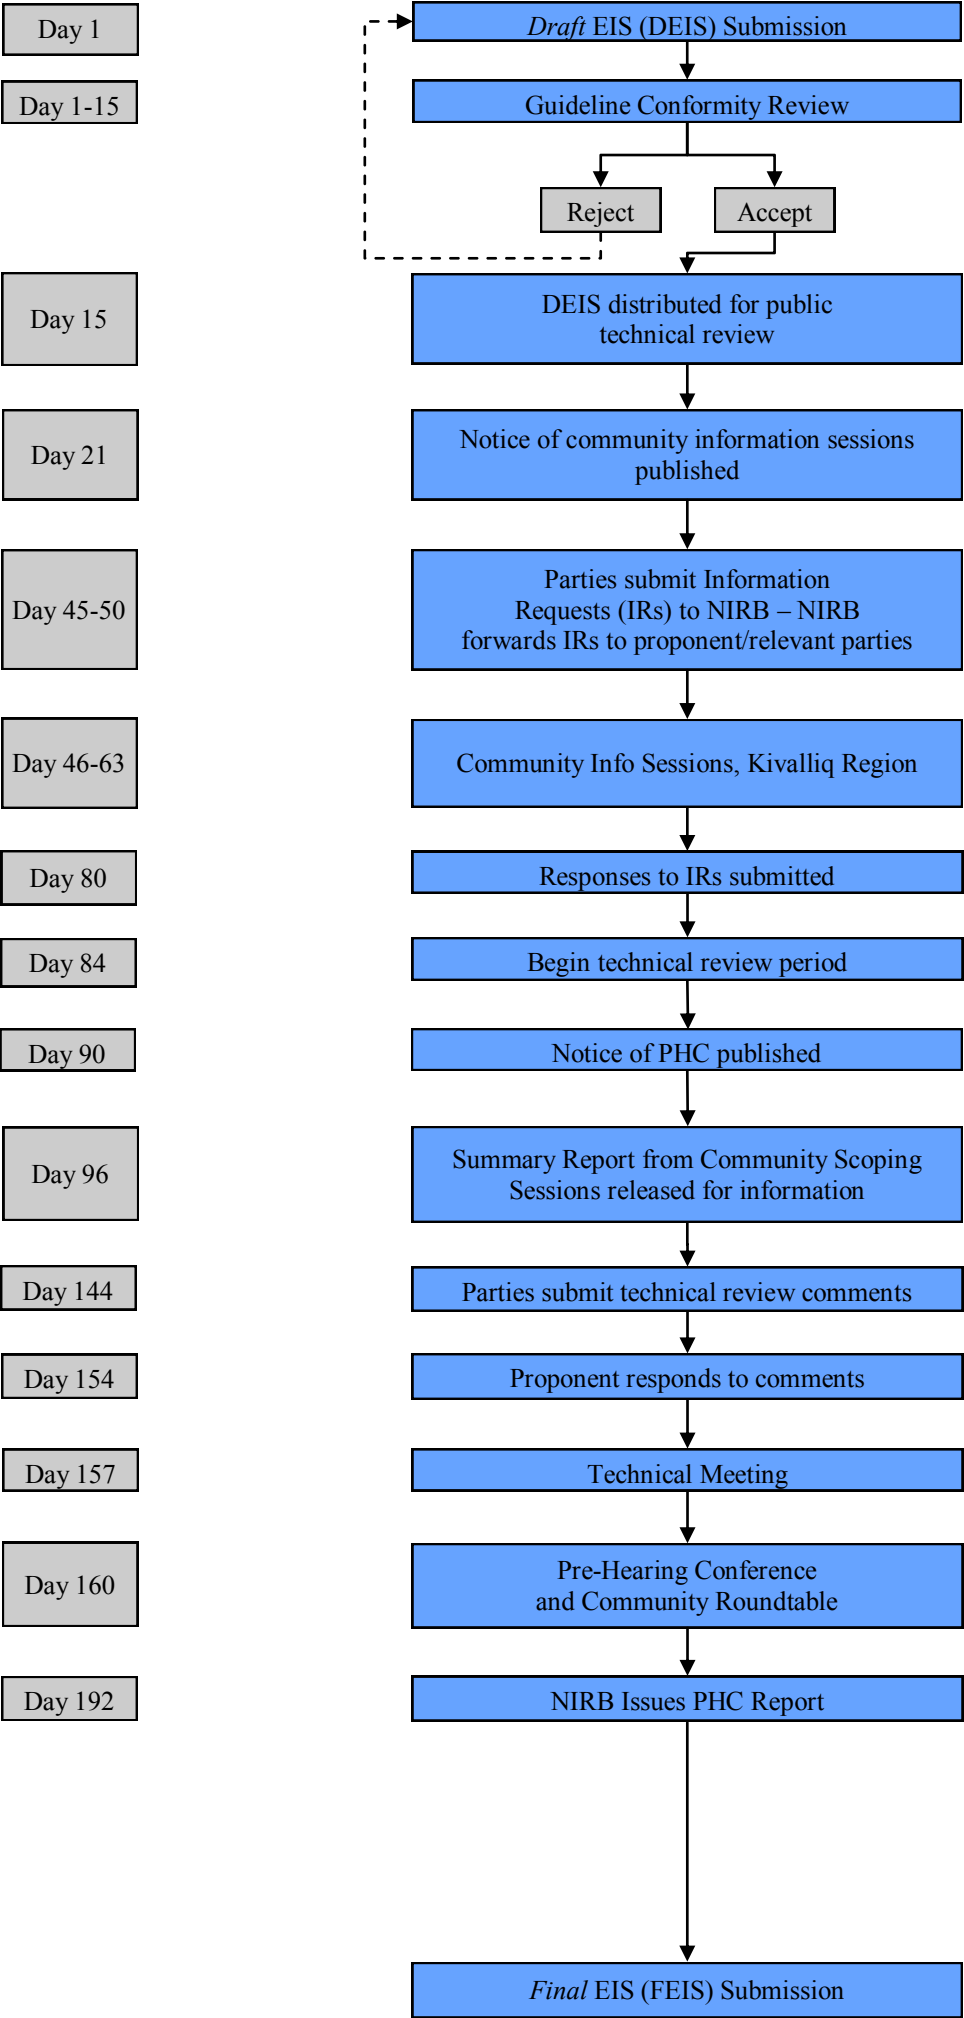 Day 1
Draft EIS (DEIS) Submission
Day 1-15
Guideline Conformity Review
Reject
Accept
Day 15
DEIS distributed for public
technical review
Day 21
Notice of community information sessions
published
Day 45-50
Parties submit Information
Requests (IRs) to NIRB – NIRB
forwards IRs to proponent/relevant parties
Day 46-63
Community Info Sessions, Kivalliq Region
Day 80
Responses to IRs submitted
Day 84
Begin technical review period
Day 90
Notice of PHC published
Day 96
Summary Report from Community Scoping
Sessions released for information
Day 144
Parties submit technical review comments
Day 154
Proponent responds to comments
Day 157
Technical Meeting
Day 160
Pre-Hearing Conference
and Community Roundtable
Day 192
NIRB Issues PHC Report
Final EIS (FEIS) Submission